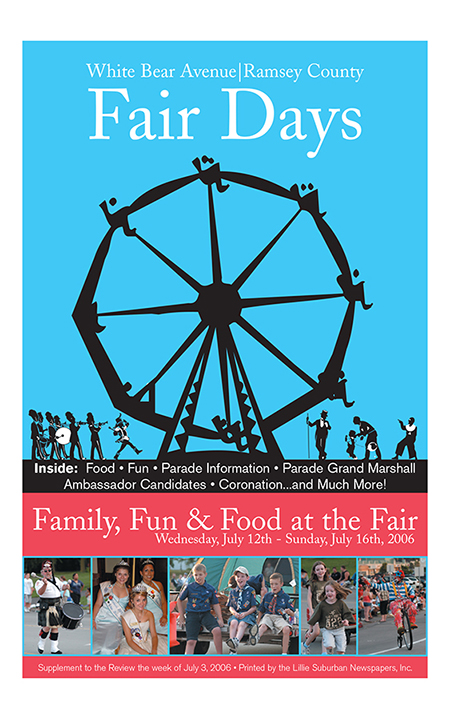 White Bear Avenue|Ramsey County
Fair Days
Inside: Food • Fun • Parade Information • Parade Grand Marshall
Ambassador Candidates • Coronation...and Much More!
Family, Fun & Food at the Fair
Wednesday, July 12th - Sunday, July 16th, 2006
Supplement to the Review the week of July 3, 2006 • Printed by the Lillie Suburban Newspapers, Inc.